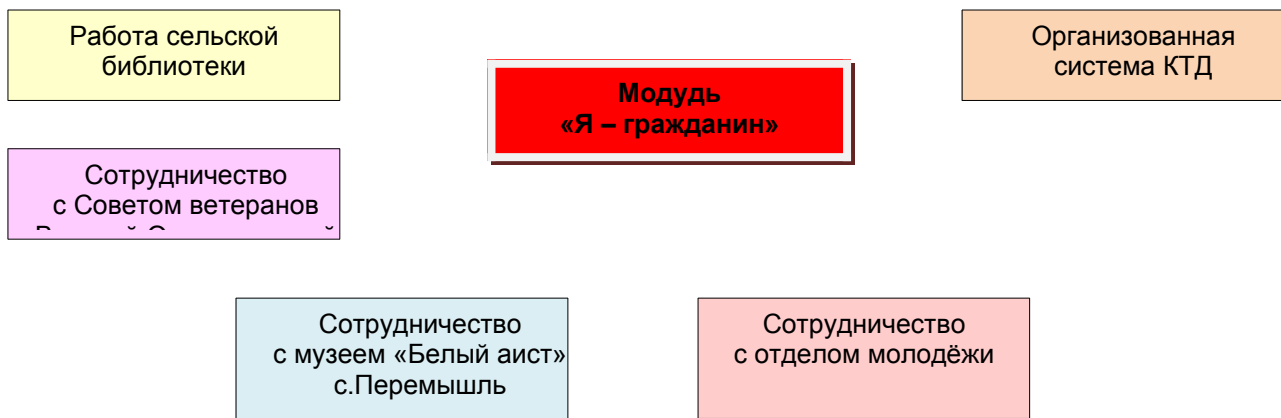 Работа сельской
библиотеки
Модудь
«Я – гражданин»
Организованная
система КТД
Сотрудничество
с Советом ветеранов
Сотрудничество
с музеем «Белый аист»
с.Перемышль
Сотрудничество
с отделом молодёжи